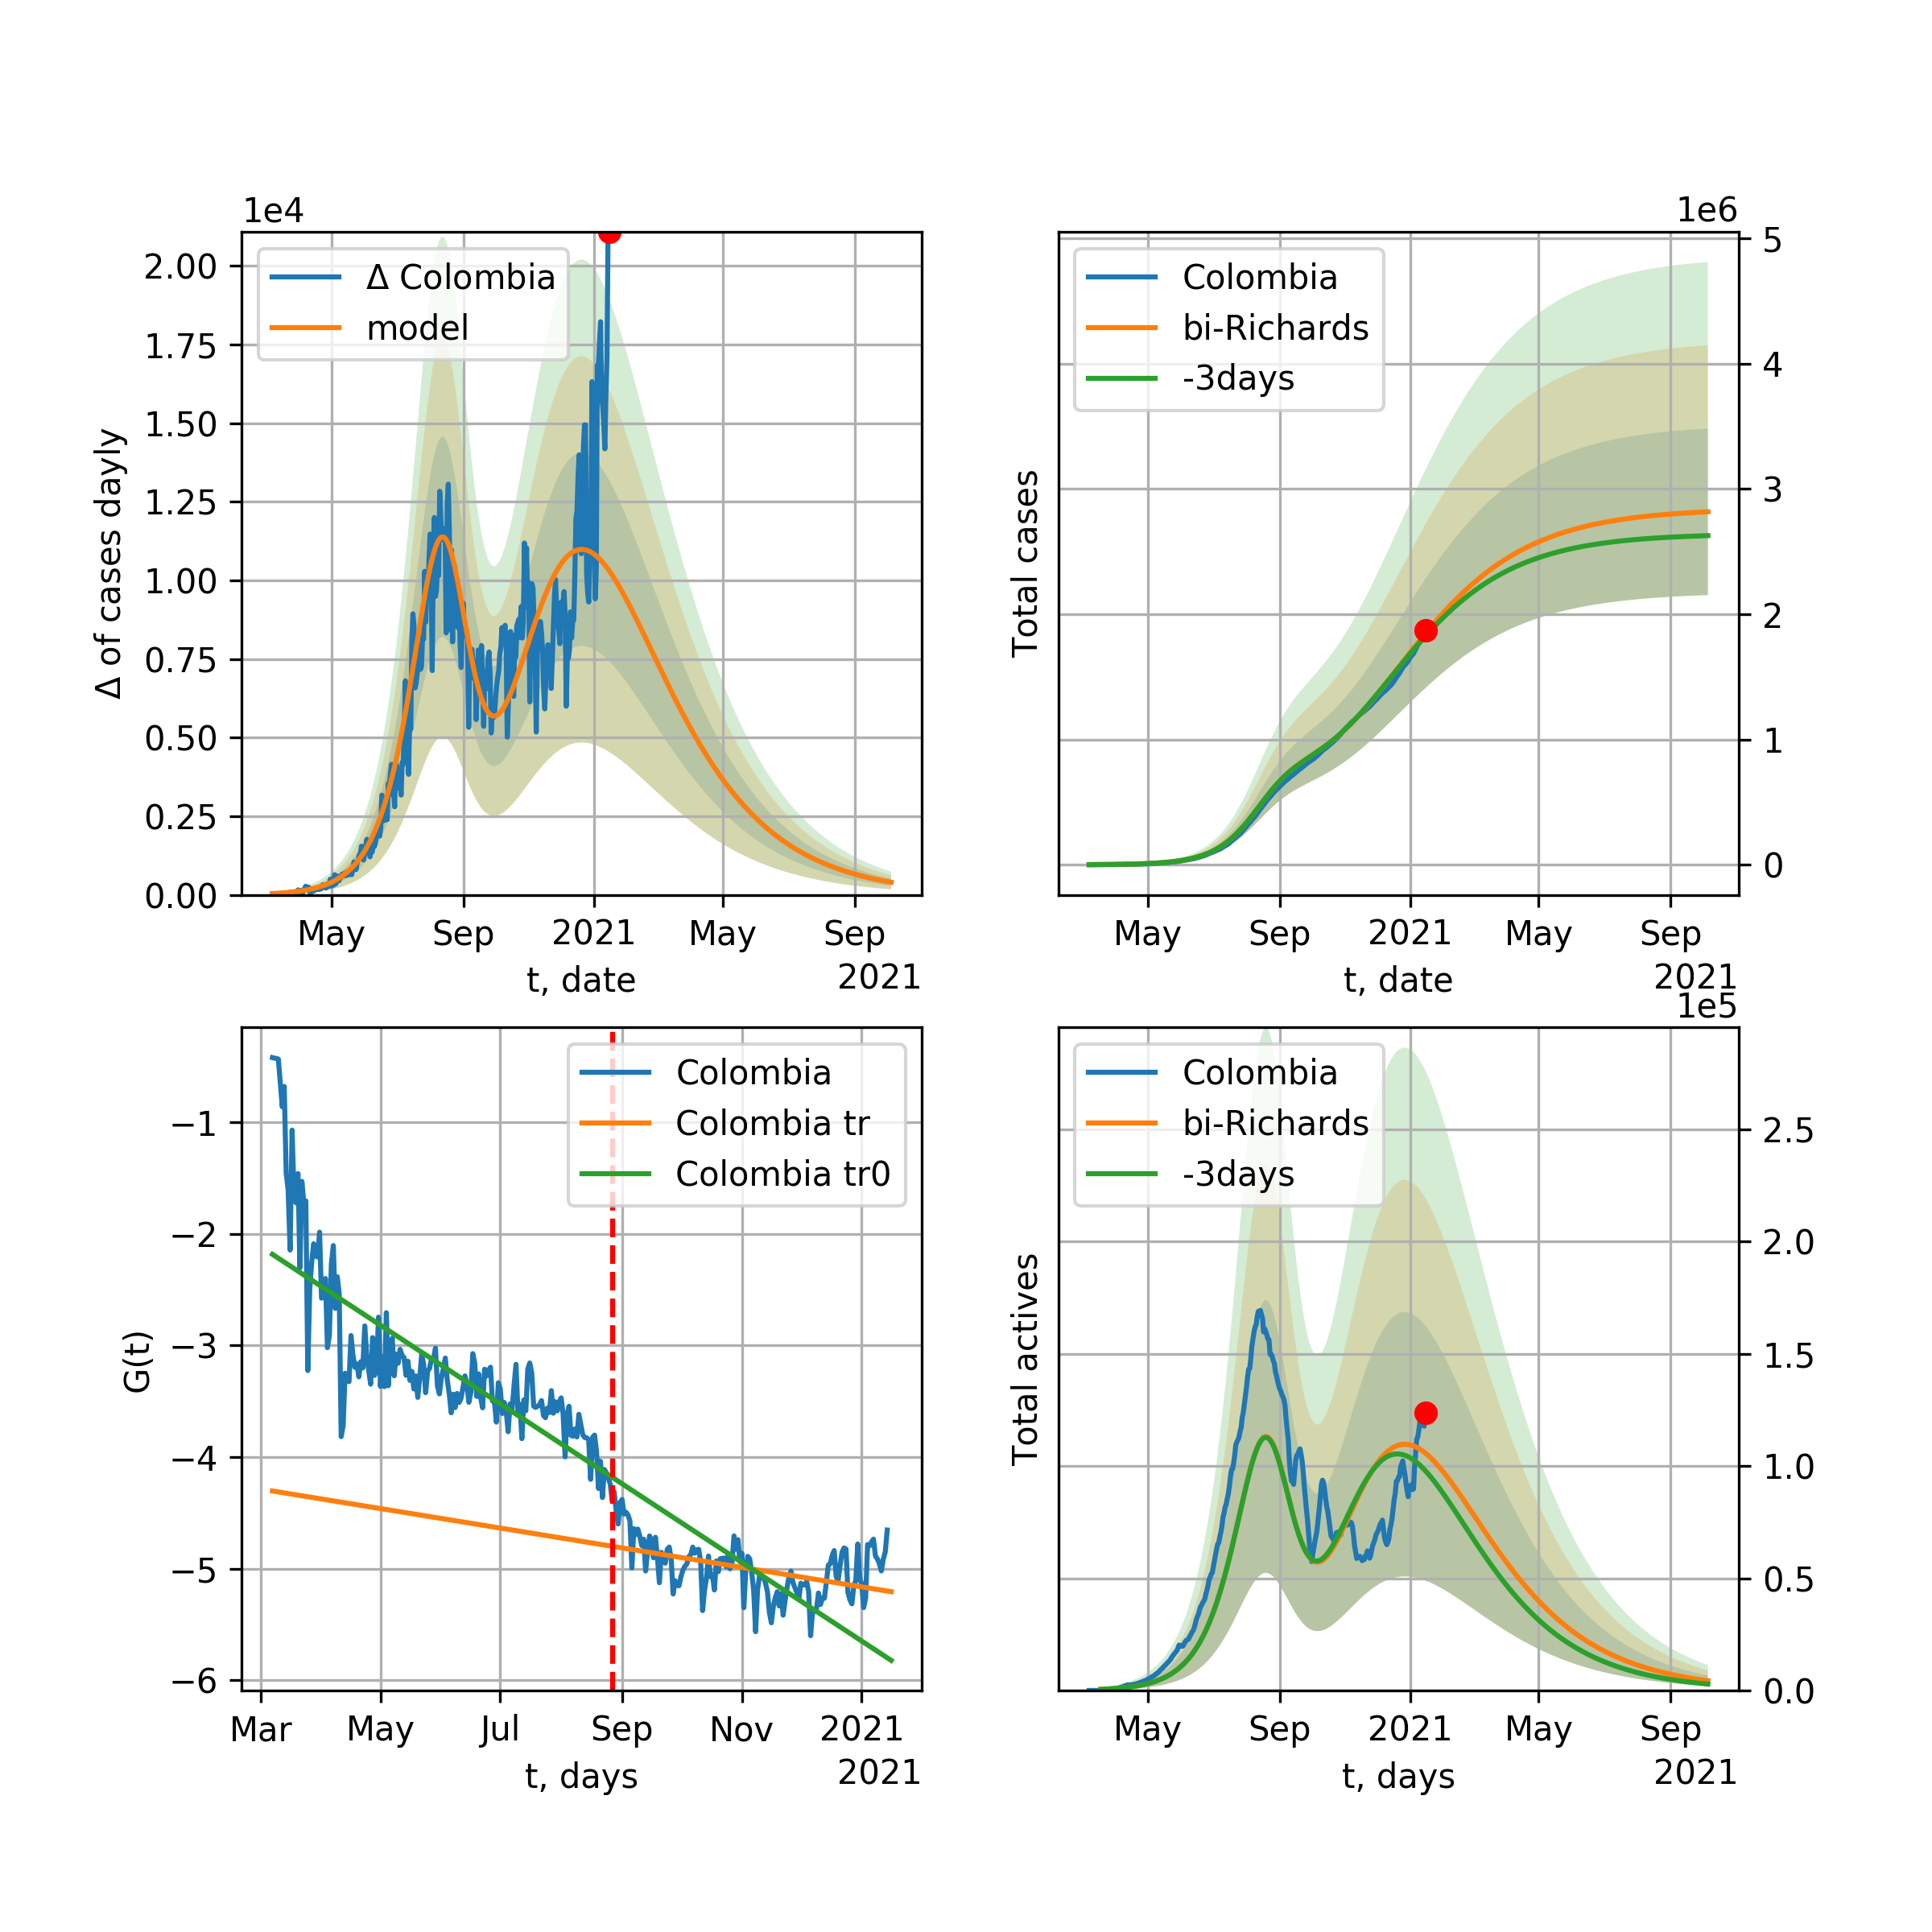 1e4
Δ of cases dayly
2.00
1.75
1.50
1.25
1.00
0.75
0.50
0.25
0.00
Δ Colombia
model
May Sep 2021 May Sep
t, date
2021
1e6
Total cases
Colombia
bi-Richards
-3days
5
4
3
2
1
0
May Sep 2021 May Sep
t, date
2021
G(t)
−1
−2
−3
−4
−5
−6
Colombia
Colombia tr
Colombia tr0
Mar May Jul Sep Nov 2021
t, days
2021
1e5
Total actives
Colombia
bi-Richards
-3days
2.5
2.0
1.5
1.0
0.5
0.0
May Sep 2021 May Sep
t, days
2021